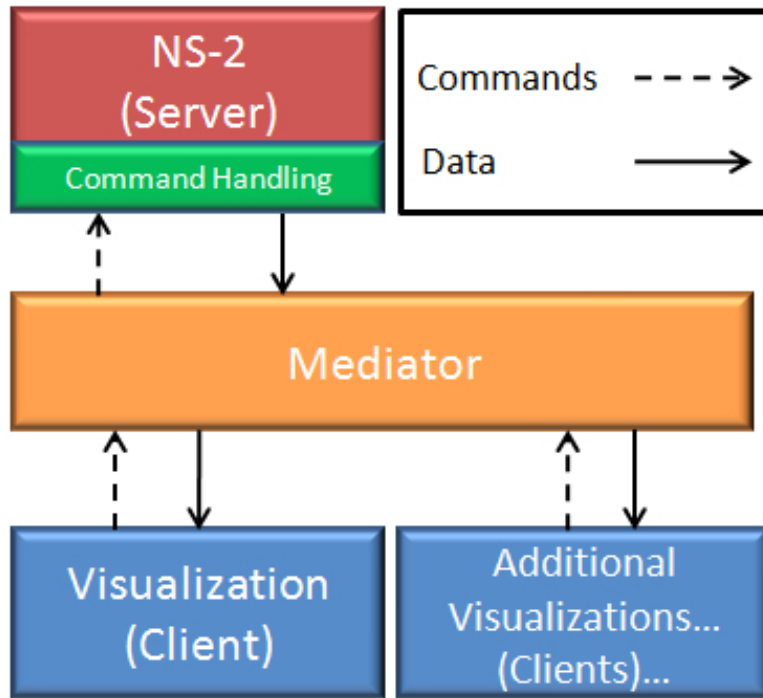 NS-2
(Server)
Command Handling
Commands
Data
Mediator
Visualization
(Client)
Additional
Visualizations...
(Clients)...